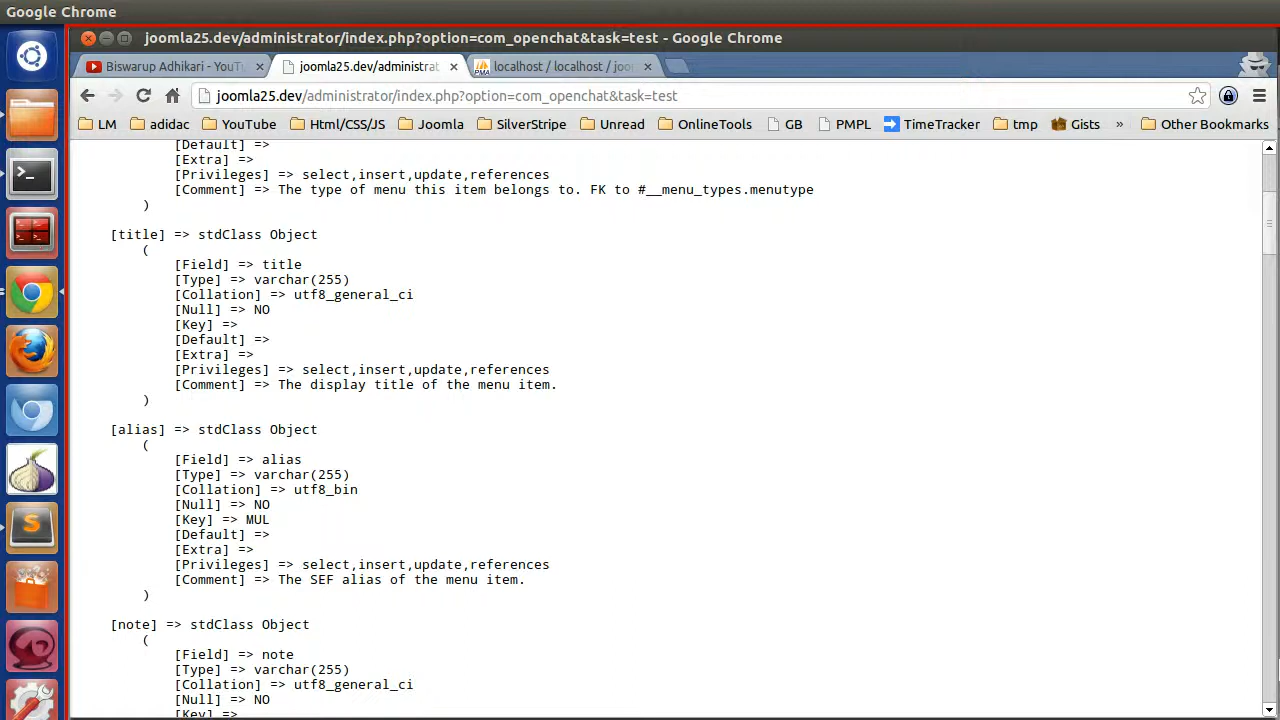 Google Chrome
joomla25.dev/administrator/index.php?option=com_openchat&task=test - Google Chrome
Biswarup Adhikari - YouTu
joomla25.dev/administrat
localhost / localhost / joo
joomla25.dev/administrator/index.php?option=com_openchat&task=test
LM adidac YouTube Html/CSS/JS Joomla SilverStripe Unread OnlineTools GB PMPL TimeTracker tmp Gists » Other Bookmarks
[Default] =>
[Extra] =>
[Privileges] => select,insert,update,references
[Comment] => The type of menu this item belongs to. FK to #__menu_types.menutype
)
[title] => stdClass Object
(
[Field] => title
[Type] => varchar(255)
[Collation] => utf8_general_ci
[Null] => NO
[Key] =>
[Default] =>
[Extra] =>
[Privileges] => select,insert,update,references
[Comment] => The display title of the menu item.
)
[alias] => stdClass Object
(
[Field] => alias
[Type] => varchar(255)
[Collation] => utf8_bin
[Null] => NO
[Key] => MUL
[Default] =>
[Extra] =>
[Privileges] => select,insert,update,references
[Comment] => The SEF alias of the menu item.
)
[note] => stdClass Object
(
[Field] => note
[Type] => varchar(255)
[Collation] => utf8_general_ci
[Null] => NO
[Key] =>